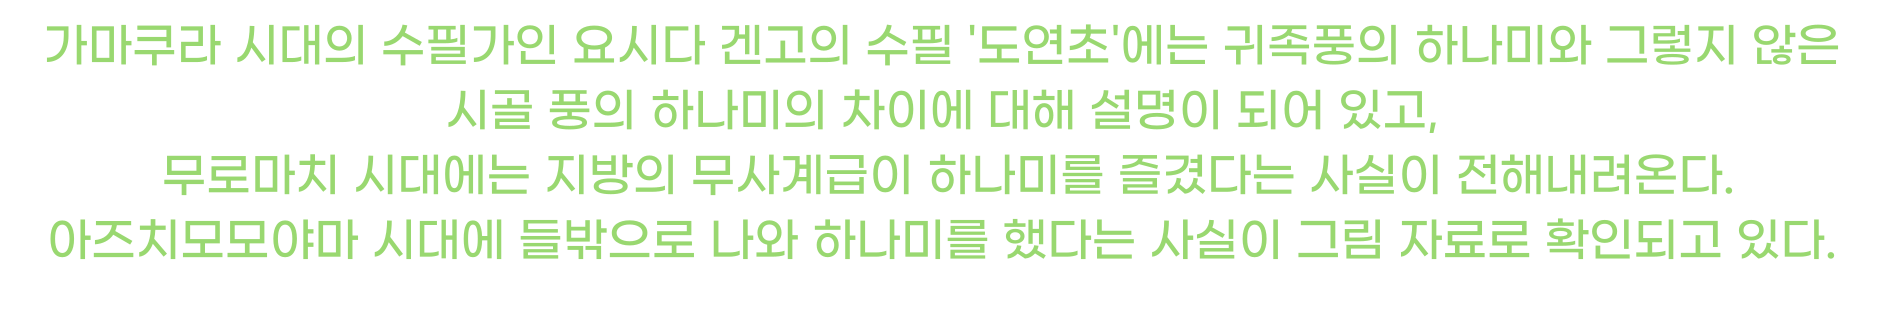 가마쿠라 시대의 수필가인 요시다 겐고의 수필 '도연초'에는 귀족풍의 하나미와 그렇지 않은
시골 풍의 하나미의 차이에 대해 설명이 되어 있고,
무로마치 시대에는 지방의 무사계급이 하나미를 즐겼다는 사실이 전해내려온다.
아즈치모모야마 시대에 들밖으로 나와 하나미를 했다는 사실이 그림 자료로 확인되고 있다.